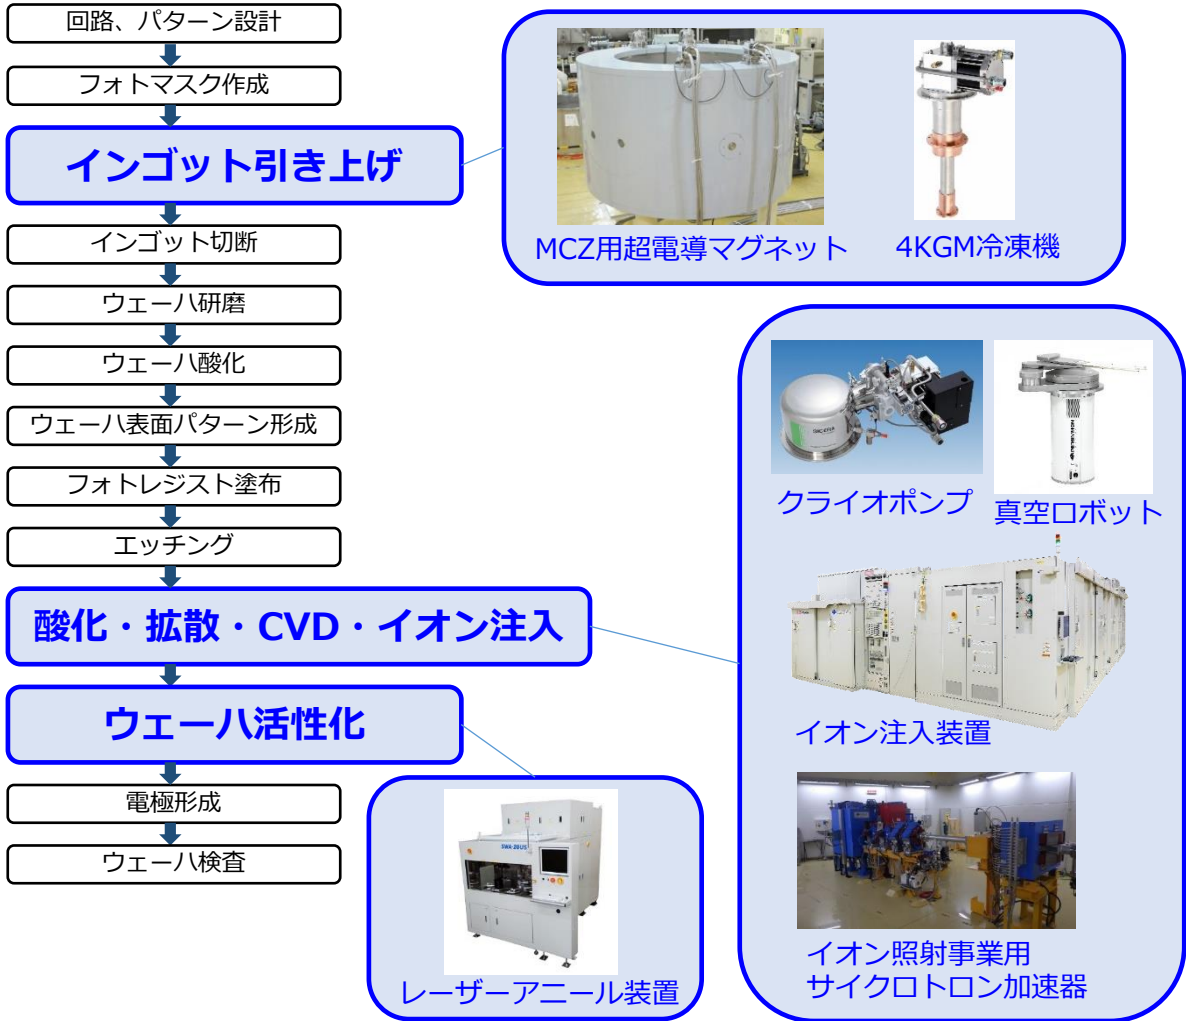 回路、パターン設計
フォトマスク作成
インゴット引き上げ
インゴット切断
ウェーハ研磨
ウェーハ酸化
ウェーハ表面パターン形成
フォトレジスト塗布
エッチング
酸化・拡散・CVD・イオン注入
ウェーハ活性化
電極形成
ウェーハ検査
MCZ用超電導マグネット
4KGM冷凍機
クライオポンプ
真空ロボット
イオン注入装置
イオン照射事業用
サイクロトロン加速器
レーザーアニール装置